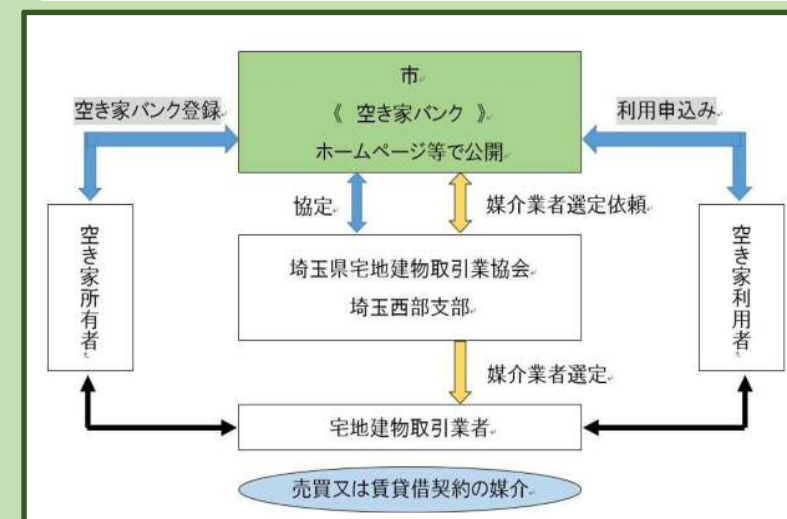 市
《 空き家バンク 》
ホームページ等で公開
空き家バンク登録
利用申込み
協定
媒介業者選定依頼
空き家所有者
埼玉県宅地建物取引業協会
埼玉西部支部
空き家利用者
媒介業者選定
宅地建物取引業者
売買又は賃貸借契約の媒介